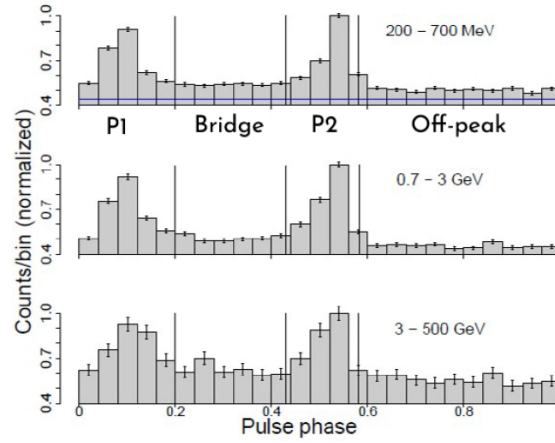 Counts/bin (normalized)
1.0
0.7
0.4
200 – 700 MeV
P1 Bridge P2 Off-peak
1.0
0.7
0.4
0.7 – 3 GeV
1.0
0.7
0.4
3 – 500 GeV
0 0.2 0.4 0.6 0.8
Pulse phase